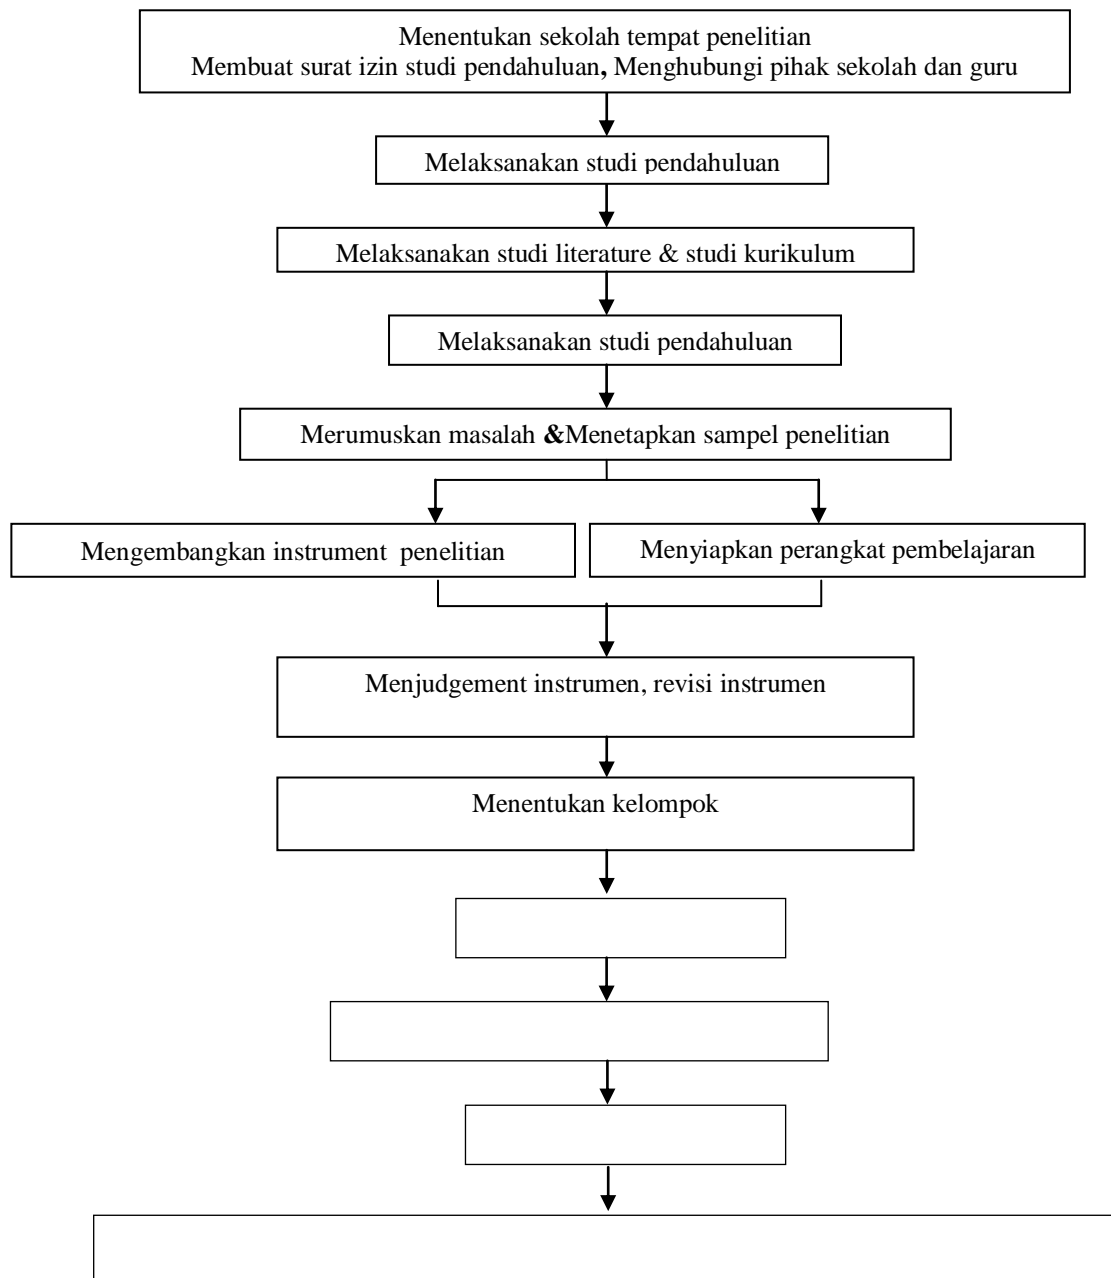 Menentukan sekolah tempat penelitian
Membuat surat izin studi pendahuluan, Menghubungi pihak sekolah dan guru
Melaksanakan studi pendahuluan
Melaksanakan studi literature & studi kurikulum
Melaksanakan studi pendahuluan
Merumuskan masalah &Menetapkan sampel penelitian
Mengembangkan instrument  penelitian
Menyiapkan perangkat pembelajaran
Menjudgement instrumen, revisi instrumen
Menentukan kelompok